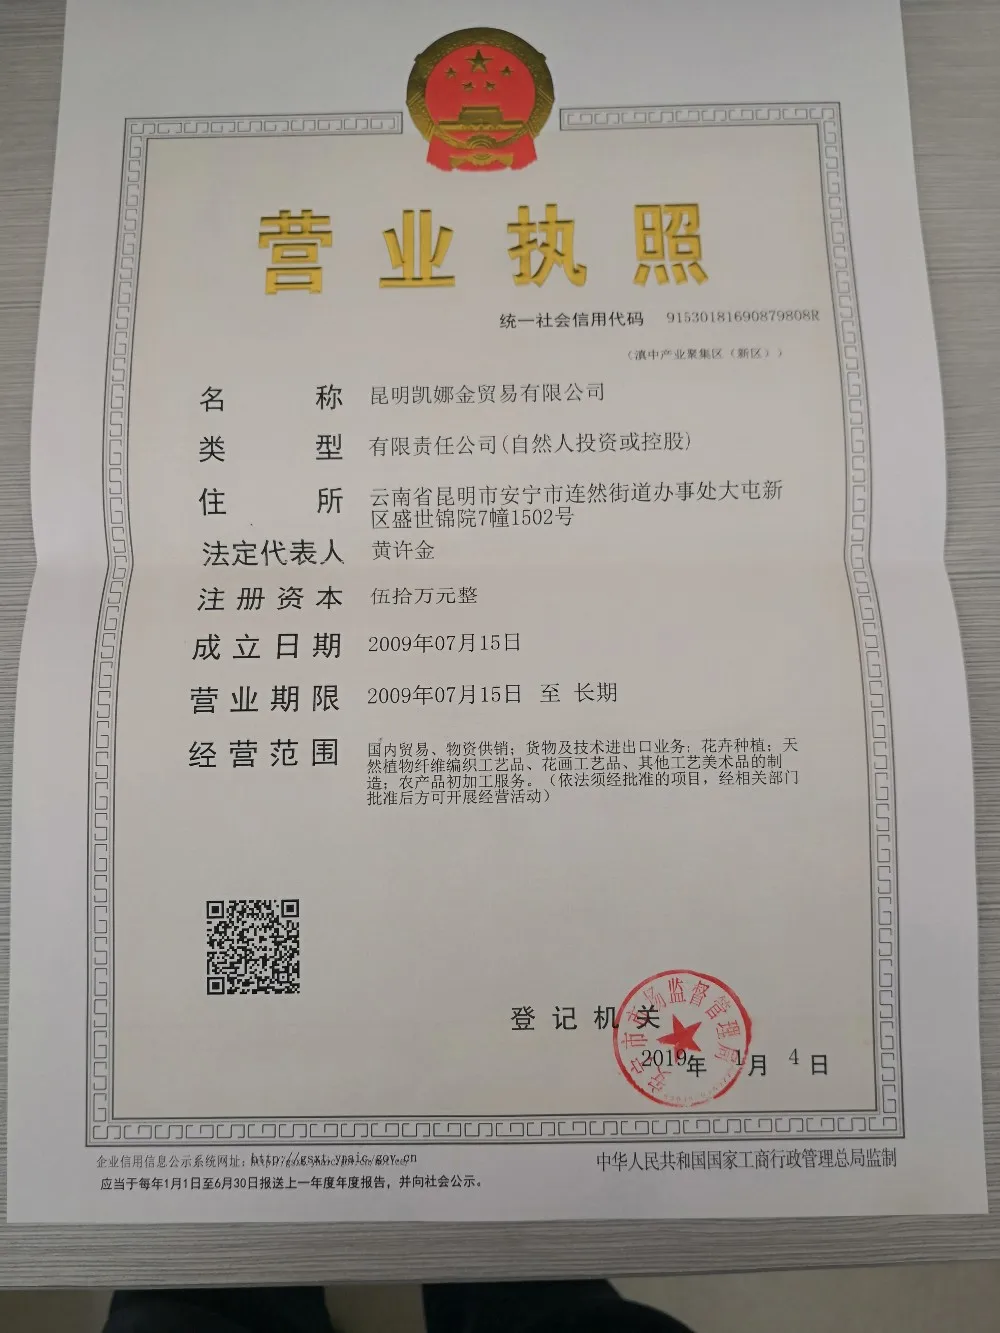 营业执照
统一社会信用代码 91530181690879808R
（滇中产业聚集区（新区））
名称 昆明凯娜金贸易有限公司
类型 有限责任公司(自然人投资或控股)
住所 云南省昆明市安宁市连然街道办事处大屯新
区盛世锦院7幢1502号
法定代表人 黄许金
注册资本 伍拾万元整
成立日期 2009年07月15日
营业期限 2009年07月15日 至 长期
经营范围 国内贸易、物资供销；货物及技术进出口业务；花卉种植；天
然植物纤维编织工艺品、花画工艺品、其他工艺美术品的制
造；农产品初加工服务。（依法须经批准的项目，经相关部门
批准后方可开展经营活动）
登记机关
安宁市市场监督管理局
2019年 1月 4日
企业信用信息公示系统网址：http://gsxt.ynaic.gov.cn
中华人民共和国国家工商行政管理总局监制
应当于每年1月1日至6月30日报送上一年度年度报告，并向社会公示。